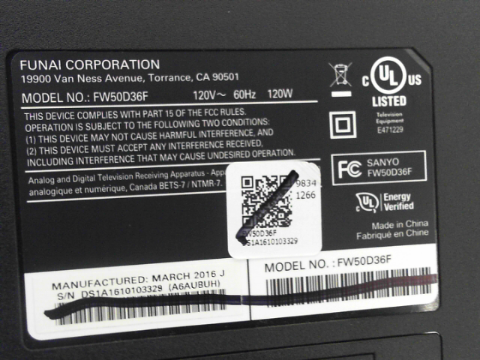 FUNAI CORPORATION
19900 Van Ness Avenue, Torrance, CA 90501
MODEL NO.: FW50D36F 120V~ 60Hz 120W
THIS DEVICE COMPLIES WITH PART 15 OF THE FCC RULES.
OPERATION IS SUBJECT TO THE FOLLOWING TWO CONDITIONS:
(1) THIS DEVICE MAY NOT CAUSE HARMFUL INTERFERENCE, AND
(2) THIS DEVICE MUST ACCEPT ANY INTERFERENCE RECEIVED,
INCLUDING INTERFERENCE THAT MAY CAUSE UNDESIRED OPERATION.
Analog and Digital Television Receiving Apparatus - Appare
analogique et numérique, Canada BETS-7 / NTMR-7.
C UL US
LISTED
Television
Equipment
E471229
FC SANYO
FW50D36F
9834
1266
FW50D36F
DS1A1610103329
C UL Energy
Verified
Made in China
Fabriqué en Chine
MANUFACTURED: MARCH 2016 J
S/N DS1A1610103329 (A6AUBUH)
MODEL NO.: FW50D36F